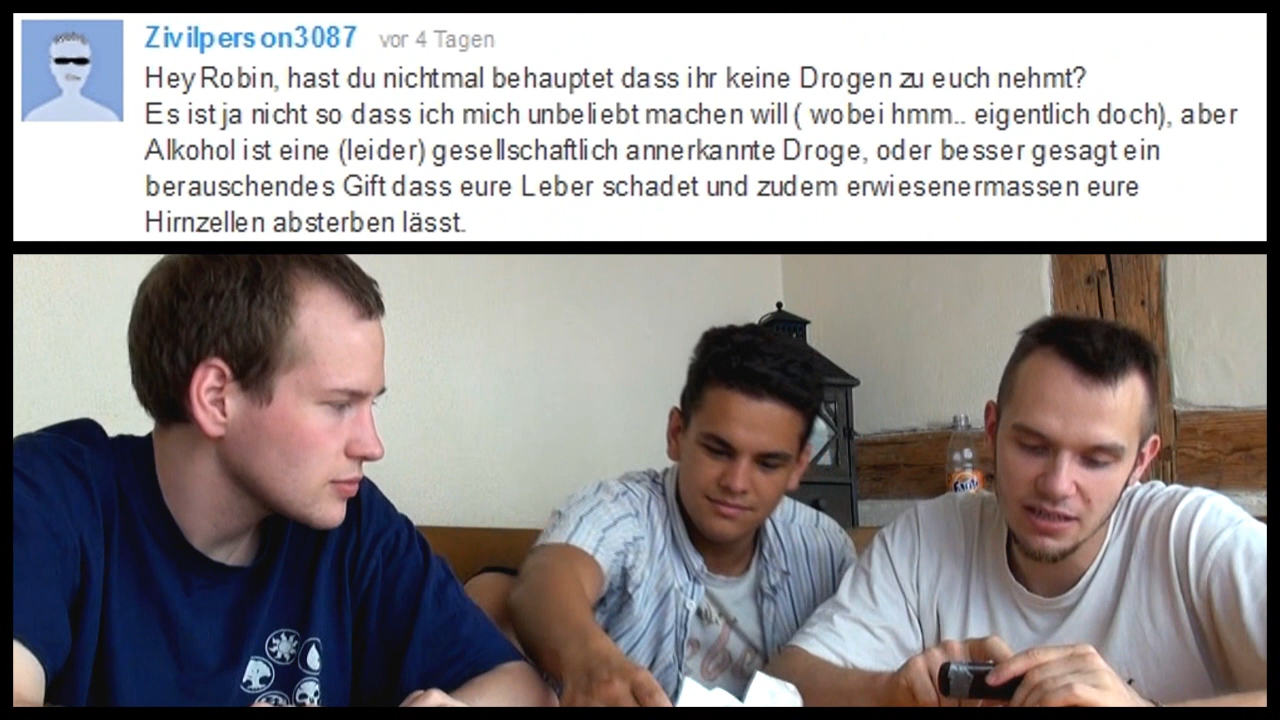 Zivilperson3087 vor 4 Tagen
Hey Robin, hast du nichtmal behauptet dass ihr keine Drogen zu euch nehmt?
Es ist ja nicht so dass ich mich unbeliebt machen will ( wobei hmm.. eigentlich doch), aber
Alkohol ist eine (leider) gesellschaftlich annerkannte Droge, oder besser gesagt ein
berauschendes Gift dass eure Leber schadet und zudem erwiesenermassen eure
Hirnzellen absterben lässt.
Fanta